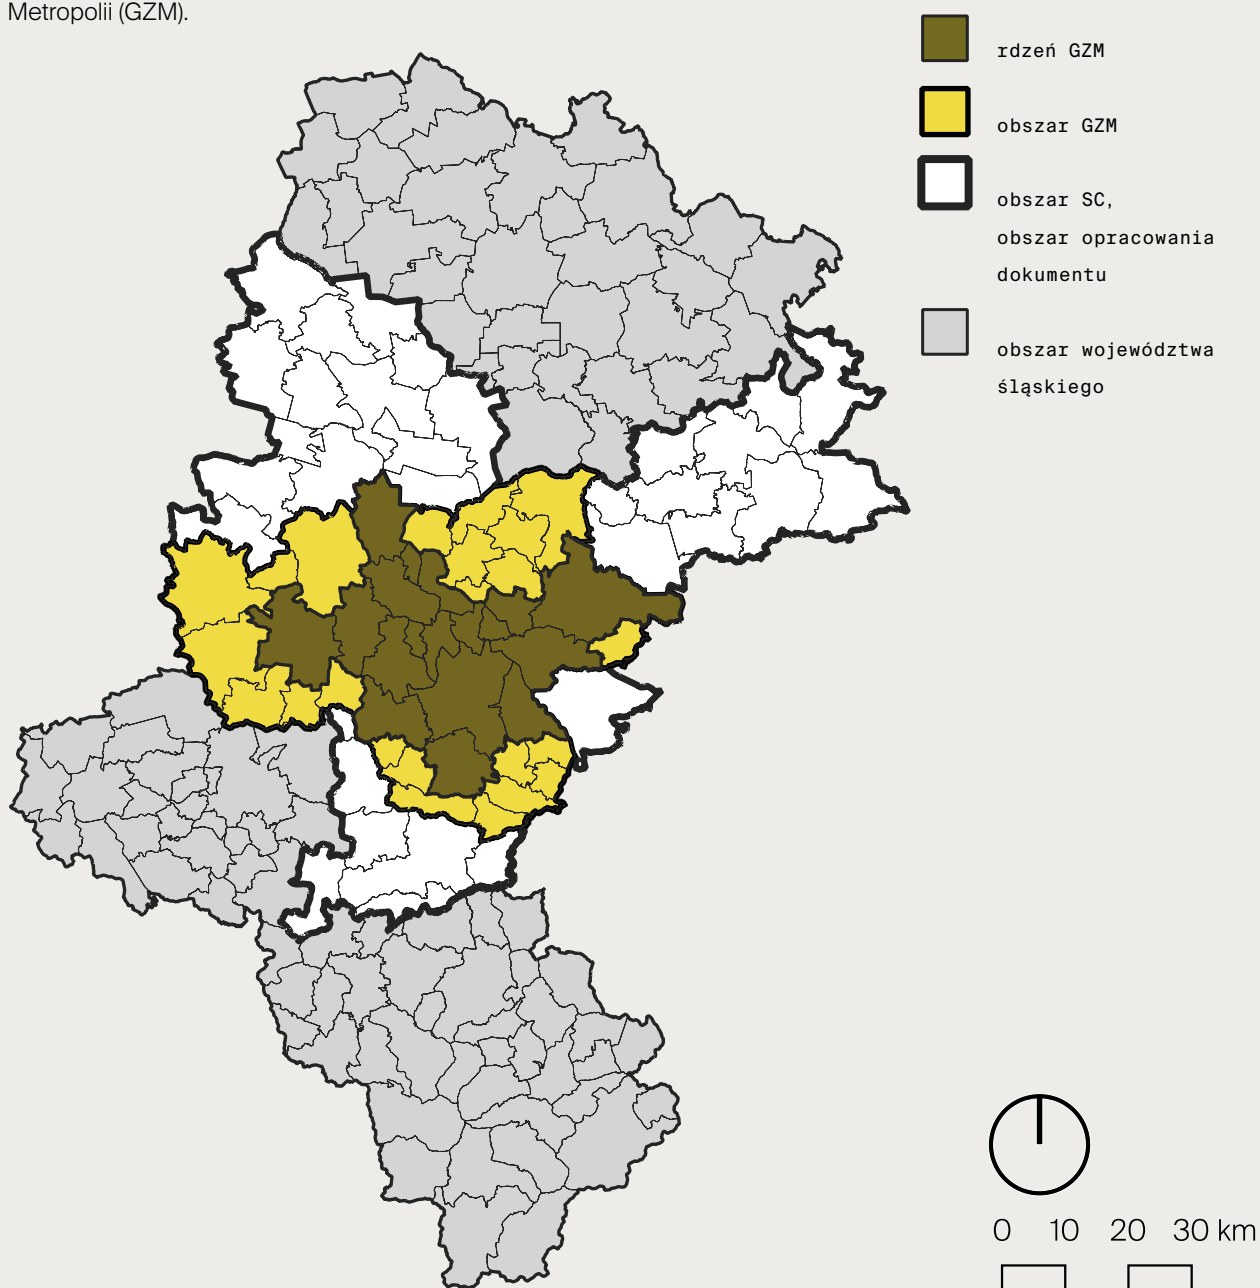 Metropolii (GZM).
rdzeń GZM
obszar GZM
obszar SC,
obszar opracowania
dokumentu
obszar województwa
śląskiego
0 10 20 30 km